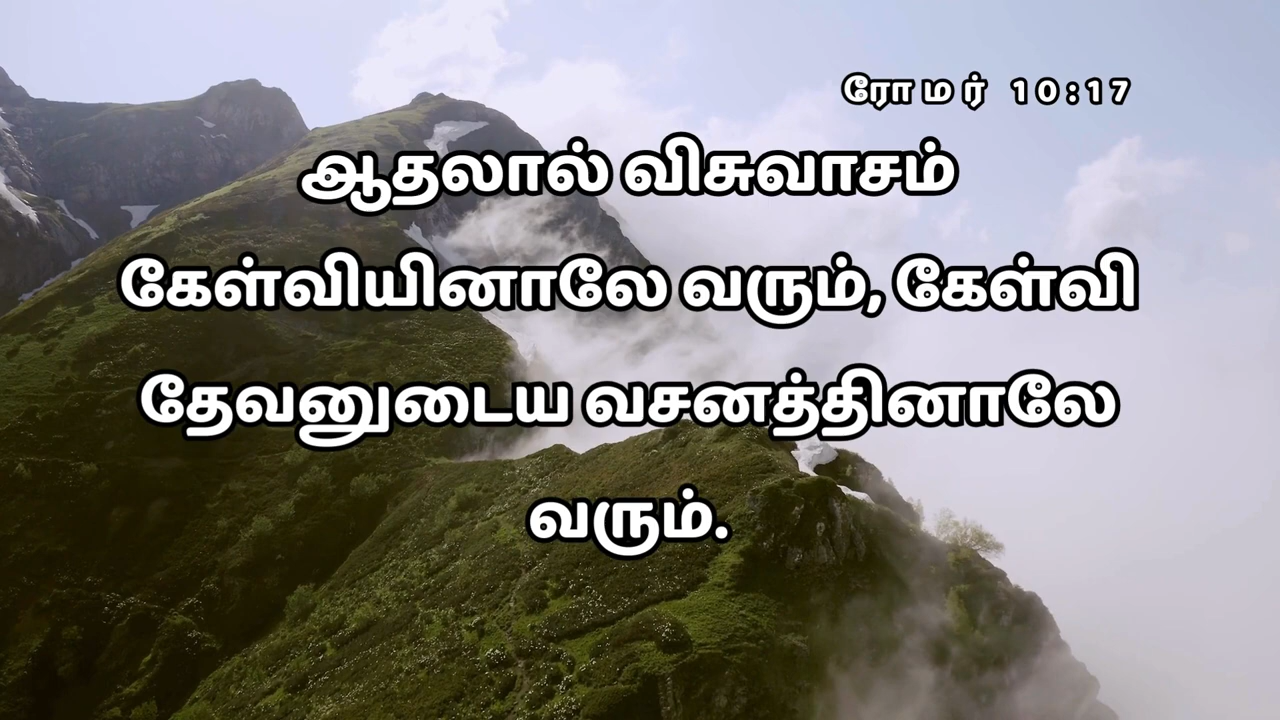 ரோமர் 10:17
ஆதலால் விசுவாசம்
கேள்வியினாலே வரும், கேள்வி
தேவனுடைய வசனத்தினாலே
வரும்.